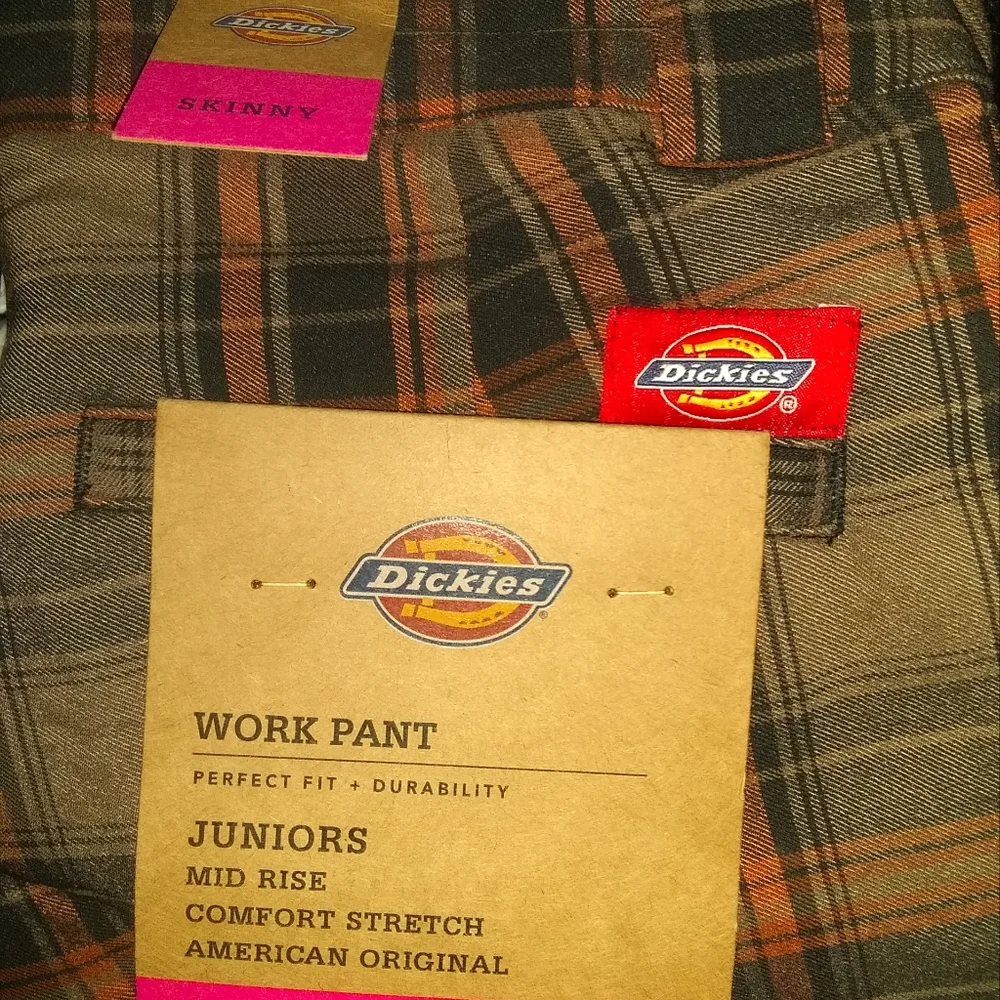 Dickies
SKINNY
Dickies
®
Dickies
®
WORK PANT
PERFECT FIT + DURABILITY
JUNIORS
MID RISE
COMFORT STRETCH
AMERICAN ORIGINAL